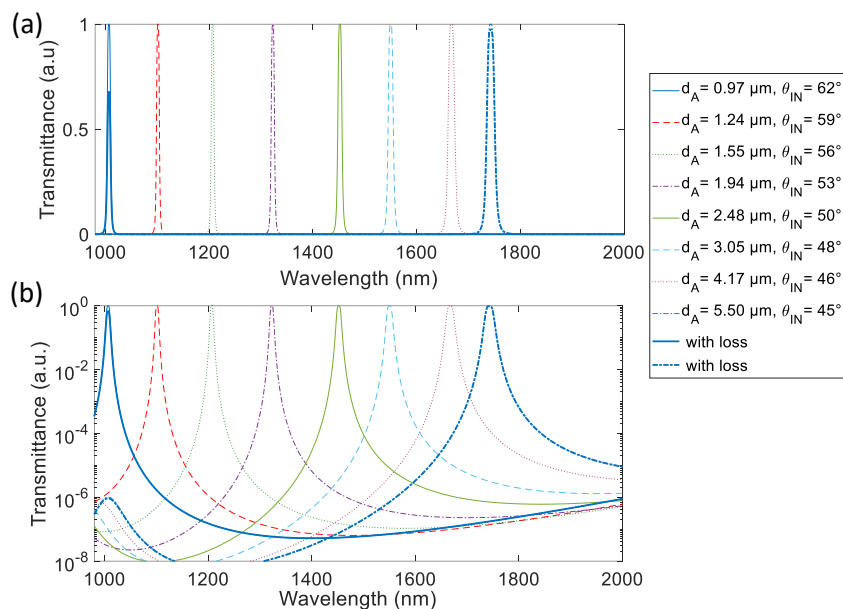 (a)
Transmittance (a.u)
1
0.5
0
1000 1200 1400 1600 1800 2000
Wavelength (nm)
(b)
Transmittance (a.u.)
10^0
10^-2
10^-4
10^-6
10^-8
1000 1200 1400 1600 1800 2000
Wavelength (nm)
d_A= 0.97 μm, θ_IN= 62°
d_A= 1.24 μm, θ_IN= 59°
d_A= 1.55 μm, θ_IN= 56°
d_A= 1.94 μm, θ_IN= 53°
d_A= 2.48 μm, θ_IN= 50°
d_A= 3.05 μm, θ_IN= 48°
d_A= 4.17 μm, θ_IN= 46°
d_A= 5.50 μm, θ_IN= 45°
with loss
with loss